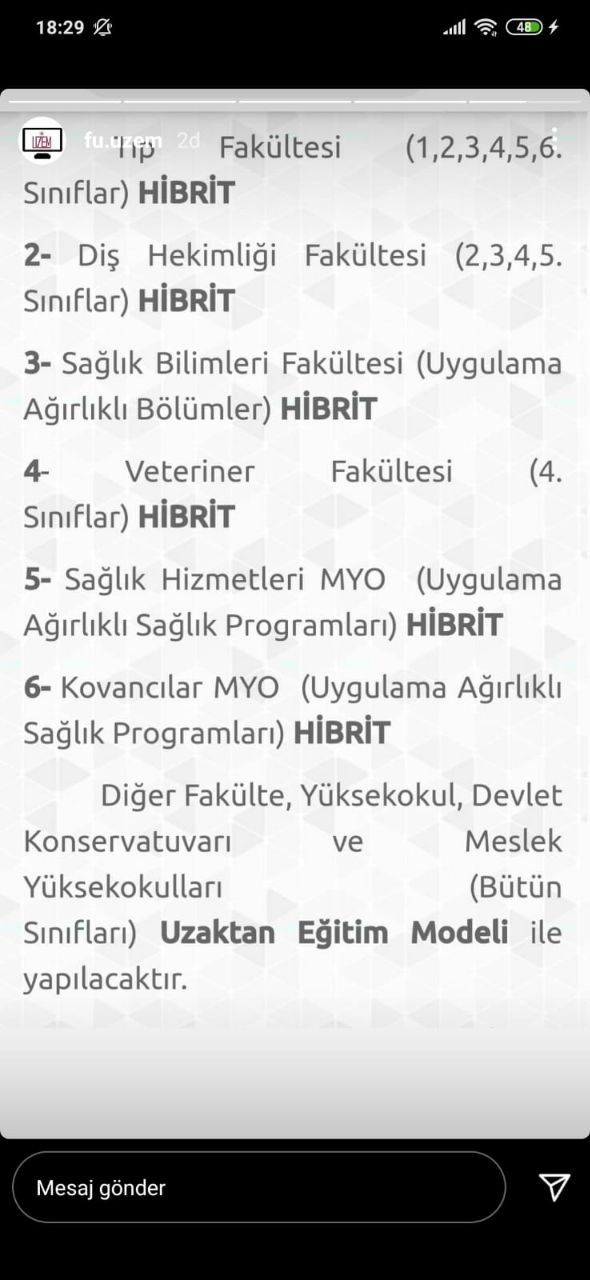 18:29
48
UZEM
fu.uzem 2d
Tıp Fakültesi (1,2,3,4,5,6.
Sınıflar) HİBRİT
2- Diş Hekimliği Fakültesi (2,3,4,5.
Sınıflar) HİBRİT
3- Sağlık Bilimleri Fakültesi (Uygulama
Ağırlıklı Bölümler) HİBRİT
4- Veteriner Fakültesi (4.
Sınıflar) HİBRİT
5- Sağlık Hizmetleri MYO (Uygulama
Ağırlıklı Sağlık Programları) HİBRİT
6- Kovancılar MYO (Uygulama Ağırlıklı
Sağlık Programları) HİBRİT
Diğer Fakülte, Yüksekokul, Devlet
Konservatuvarı ve Meslek
Yüksekokulları (Bütün
Sınıfları) Uzaktan Eğitim Modeli ile
yapılacaktır.
Mesaj gönder